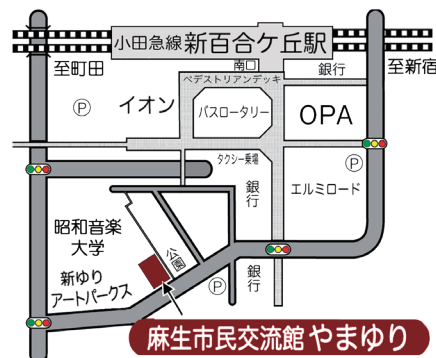 小田急線 新百合ケ丘駅
南口
銀行
至町田
至新宿
ペデストリアンデッキ
P
イオン
バスロータリー
OPA
タクシー乗場
P
銀行
エルミロード
昭和音楽
大学
公園
新ゆり
アートパークス
P
銀行
麻生市民交流館 やまゆり